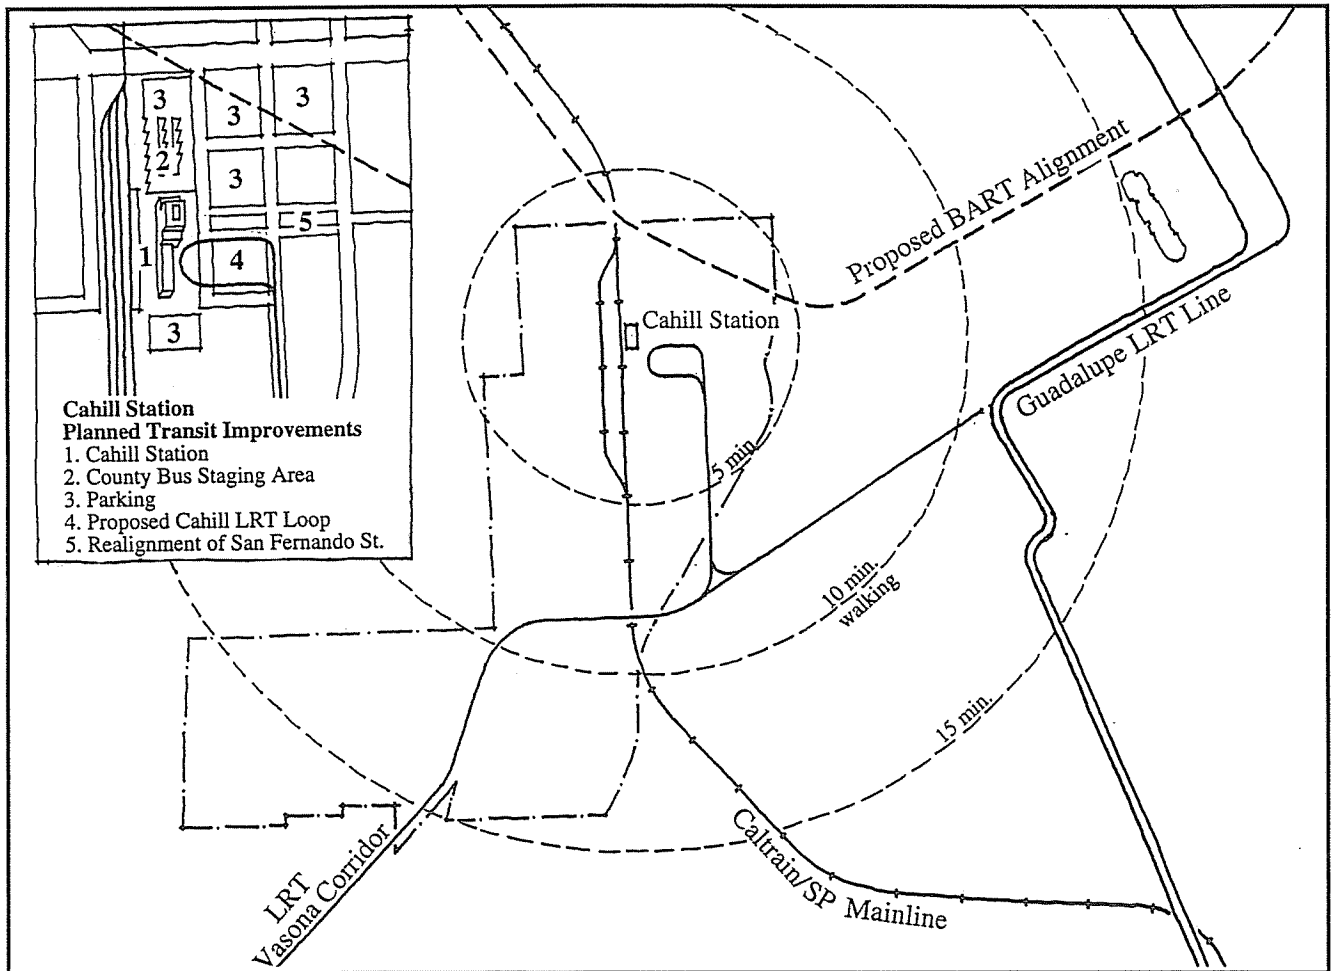 3
3
3
2
3
5
1
4
3
Cahill Station
Planned Transit Improvements
1. Cahill Station
2. County Bus Staging Area
3. Parking
4. Proposed Cahill LRT Loop
5. Realignment of San Fernando St.
Proposed BART Alignment
Cahill Station
Guadalupe LRT Line
5 min
10 min.
walking
15 min.
LRT
Vasona Corridor
Caltrain/SP Mainline